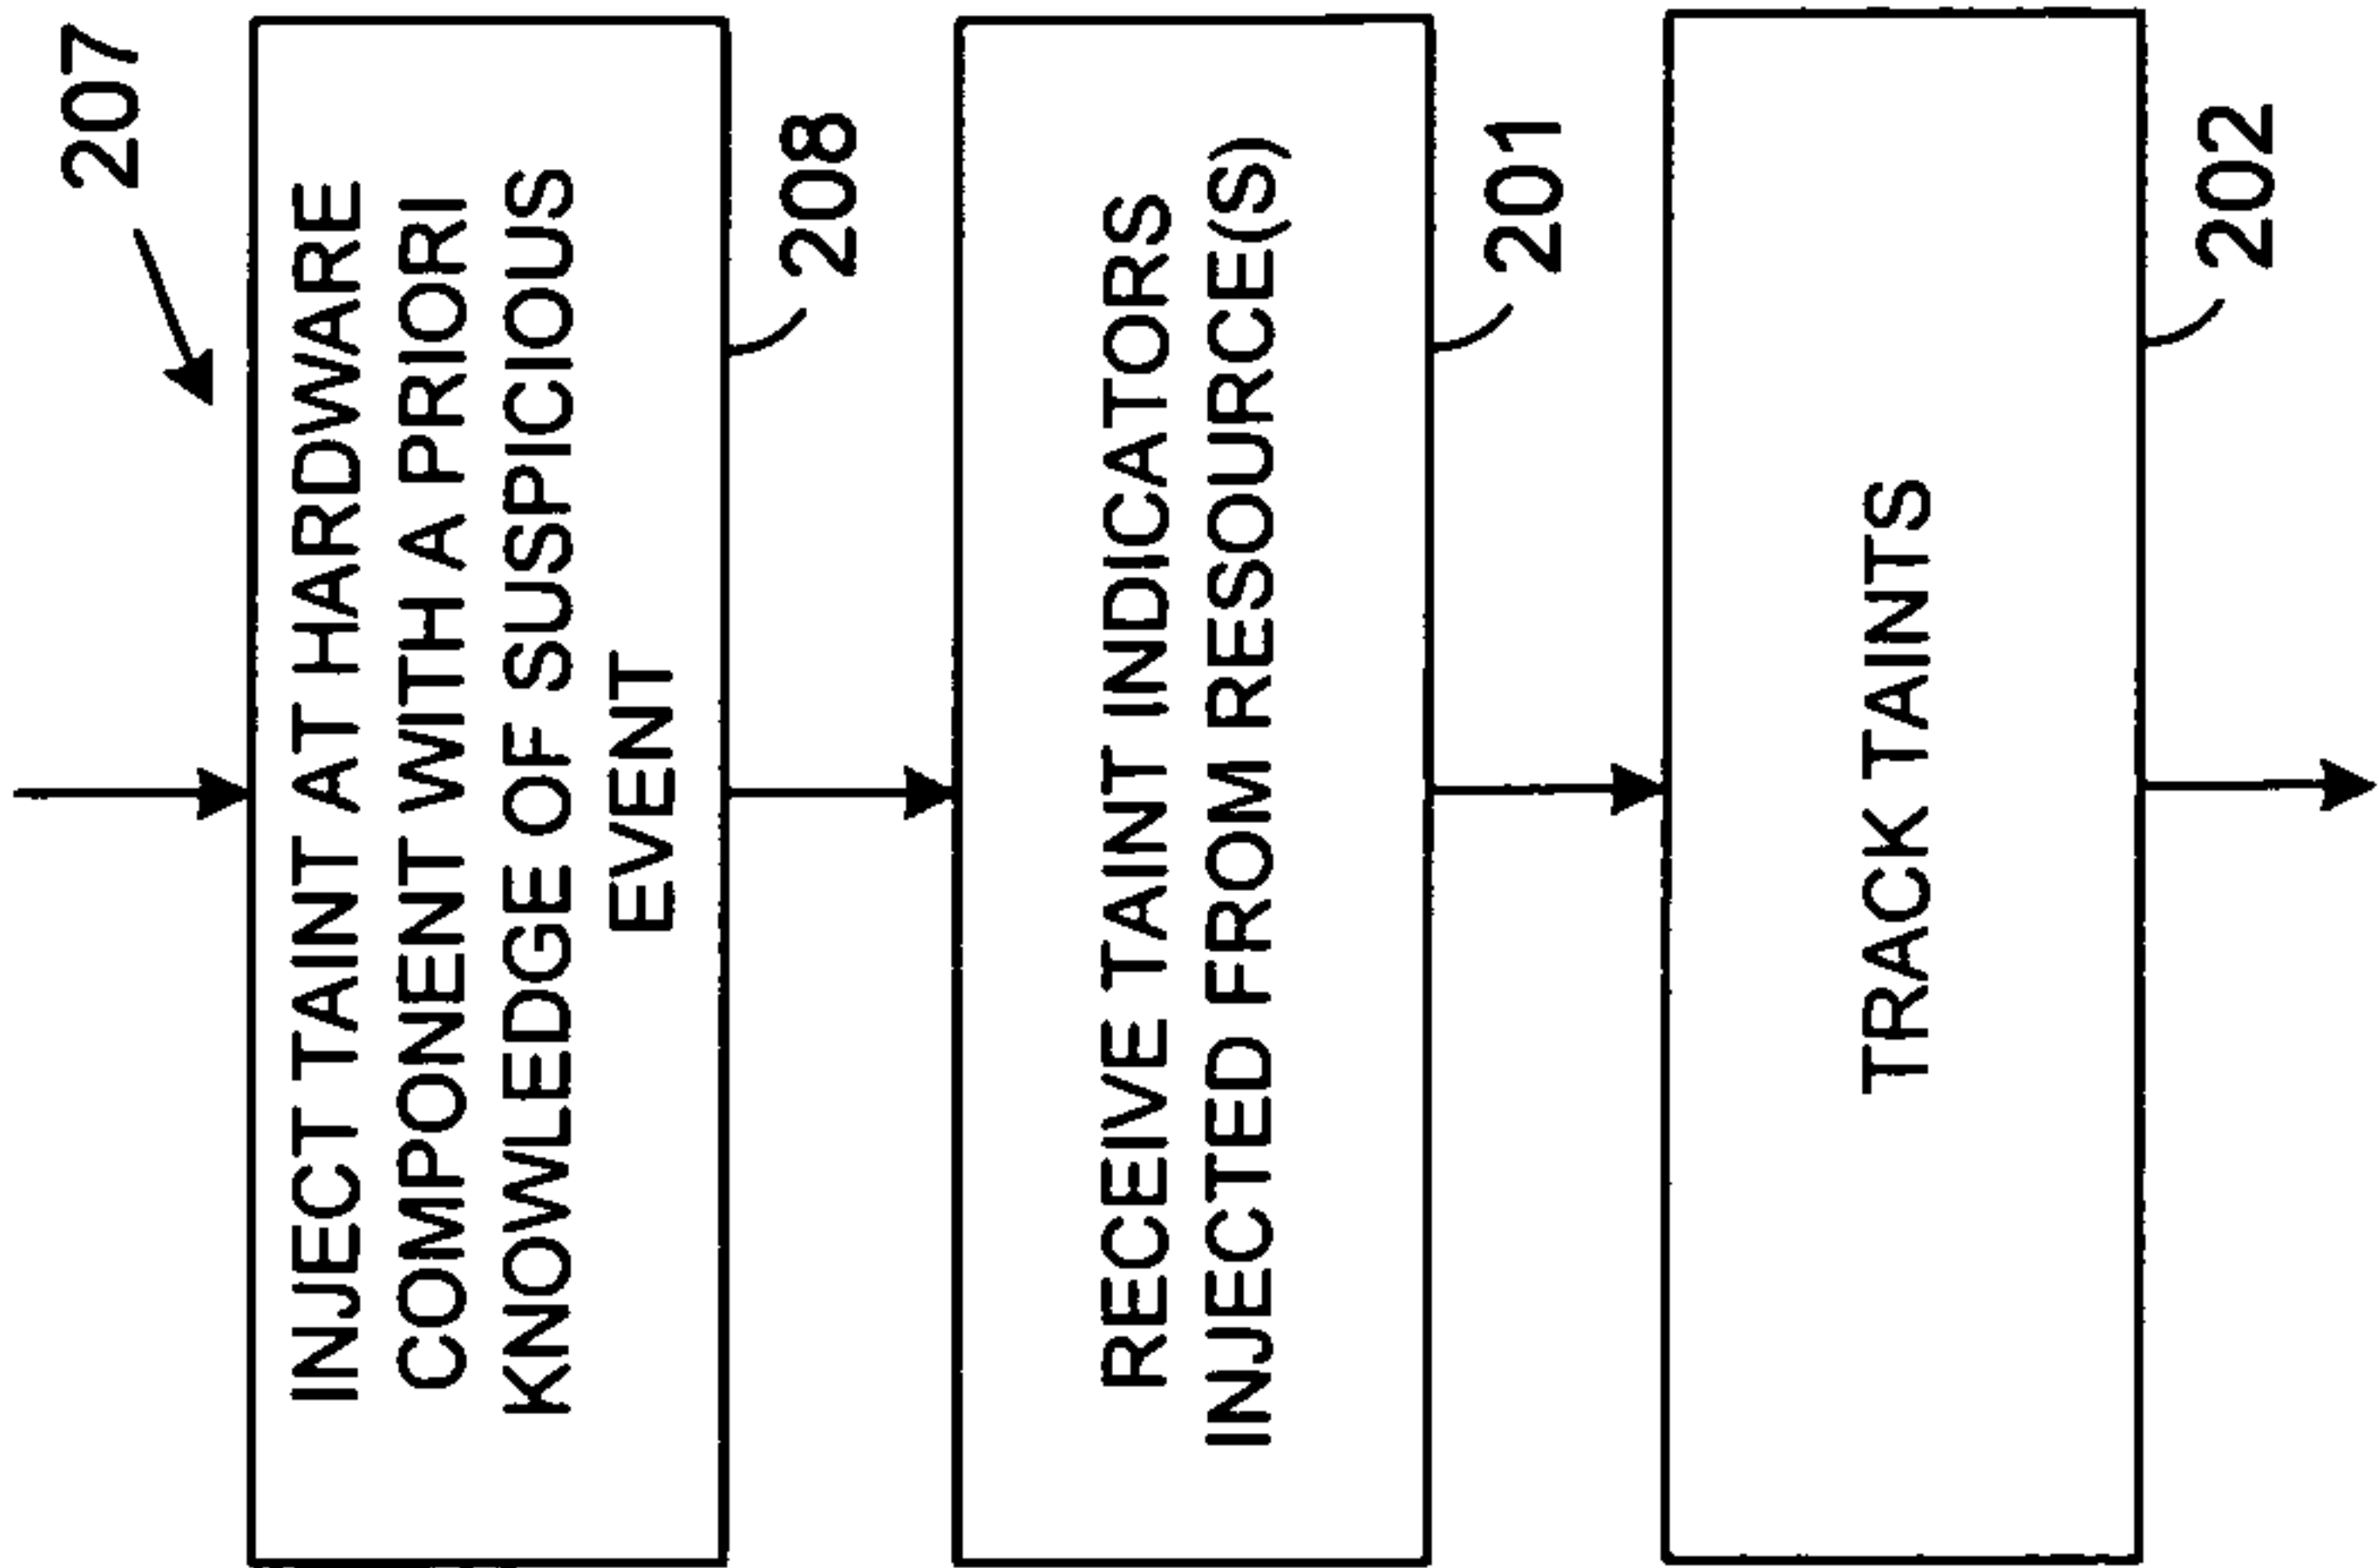 207
INJECT TAINT AT HARDWARE
COMPONENT WITH A PRIORI
KNOWLEDGE OF SUSPICIOUS
EVENT
208
RECEIVE TAINT INDICATORS
INJECTED FROM RESOURCE(S)
201
TRACK TAINTS
202